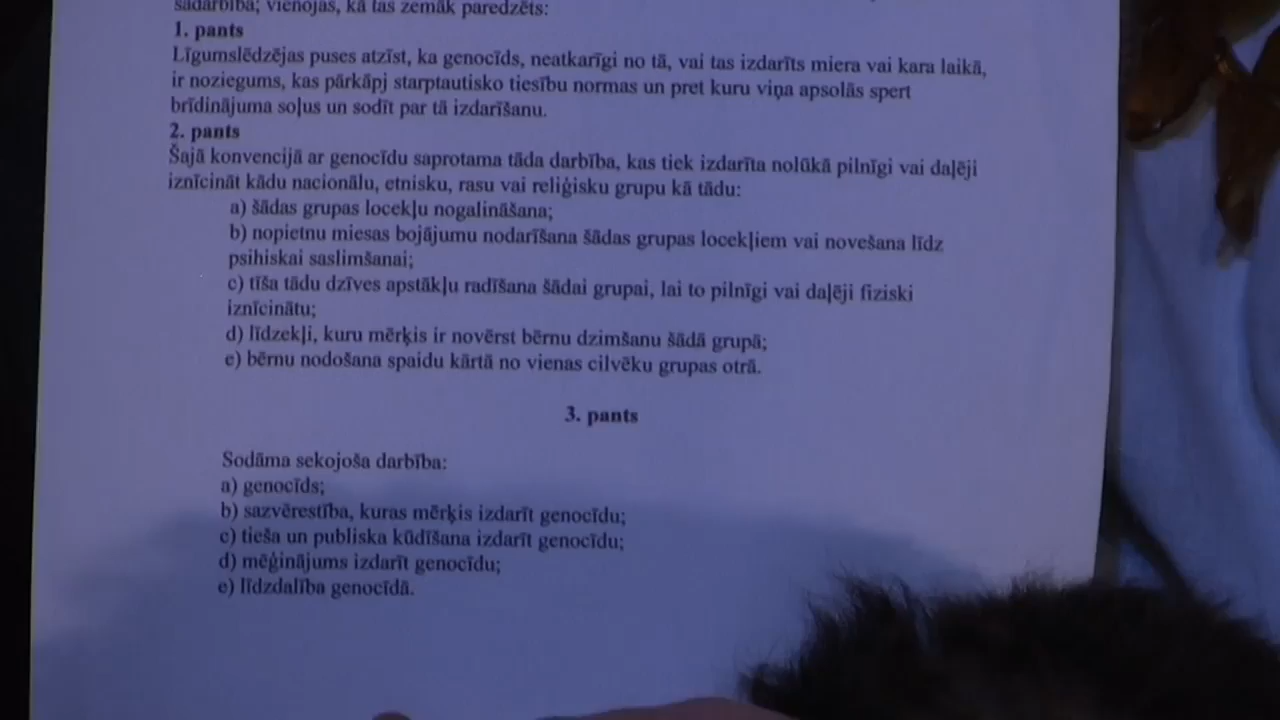 sadarbība; vienojas, kā tas zemāk paredzēts:
1. pants
Līgumslēdzējas puses atzīst, ka genocīds, neatkarīgi no tā, vai tas izdarīts miera vai kara laikā,
ir noziegums, kas pārkāpj starptautisko tiesību normas un pret kuru viņa apsolās spert
brīdinājuma soļus un sodīt par tā izdarīšanu.
2. pants
Šajā konvencijā ar genocīdu saprotama tāda darbība, kas tiek izdarīta nolūkā pilnīgi vai daļēji
iznīcināt kādu nacionālu, etnisku, rasu vai reliģisku grupu kā tādu:
a) šādas grupas locekļu nogalināšana;
b) nopietnu miesas bojājumu nodarīšana šādas grupas locekļiem vai novešana līdz
psihiskai saslimšanai;
c) tīša tādu dzīves apstākļu radīšana šādai grupai, lai to pilnīgi vai daļēji fiziski
iznīcinātu;
d) līdzekļi, kuru mērķis ir novērst bērnu dzimšanu šādā grupā;
e) bērnu nodošana spaidu kārtā no vienas cilvēku grupas otrā.
3. pants
Sodāma sekojoša darbība:
a) genocīds;
b) sazvērestība, kuras mērķis izdarīt genocīdu;
c) tieša un publiska kūdīšana izdarīt genocīdu;
d) mēģinājums izdarīt genocīdu;
e) līdzdalība genocīdā.